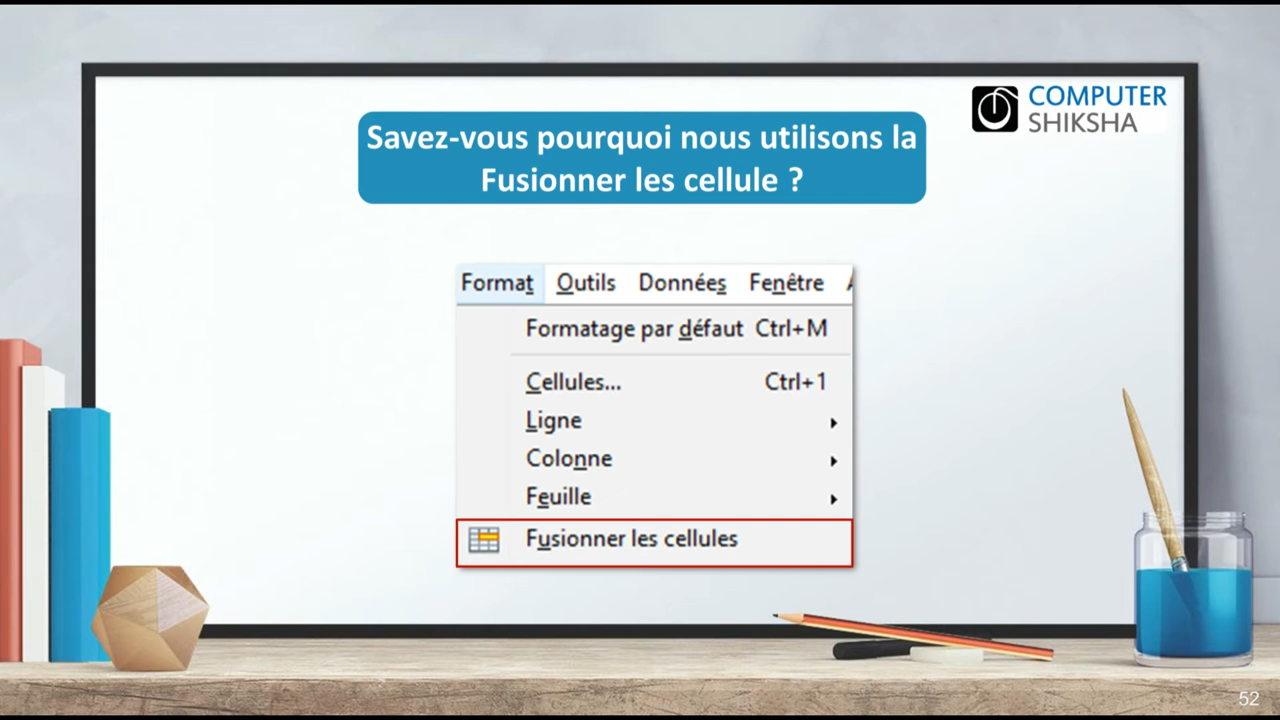 COMPUTER
SHIKSHA
Savez-vous pourquoi nous utilisons la
Fusionner les cellule ?
Format Outils Données Fenêtre
Formatage par défaut Ctrl+M
Cellules... Ctrl+1
Ligne
Colonne
Feuille
Fusionner les cellules
52